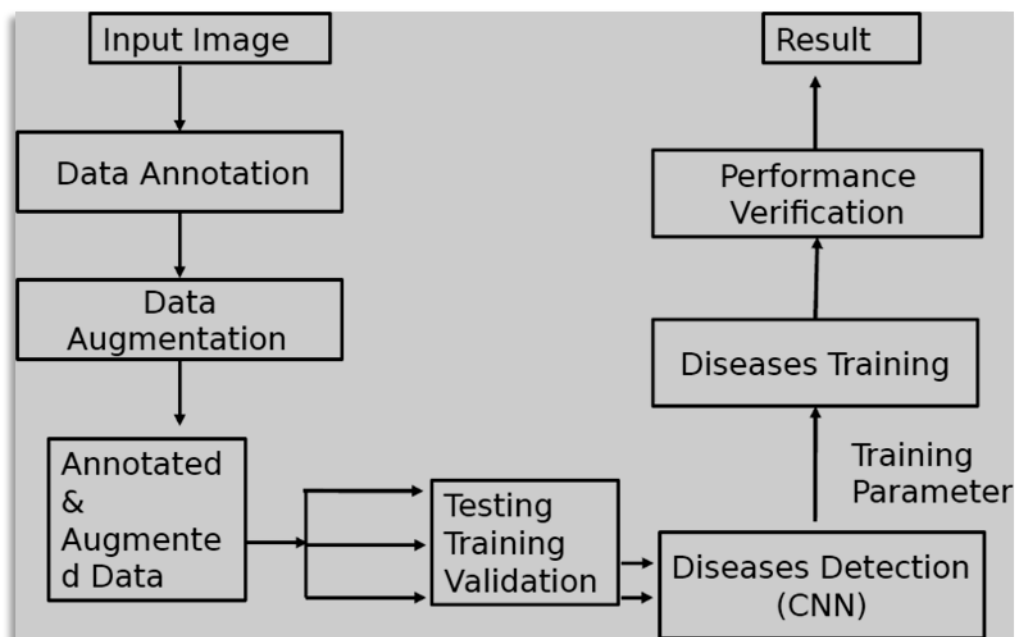 Input Image
Data Annotation
Data
Augmentation
Annotated
&
Augmente
d Data
Testing
Training
Validation
Diseases Detection
(CNN)
Training
Parameter
Diseases Training
Performance
Verification
Result